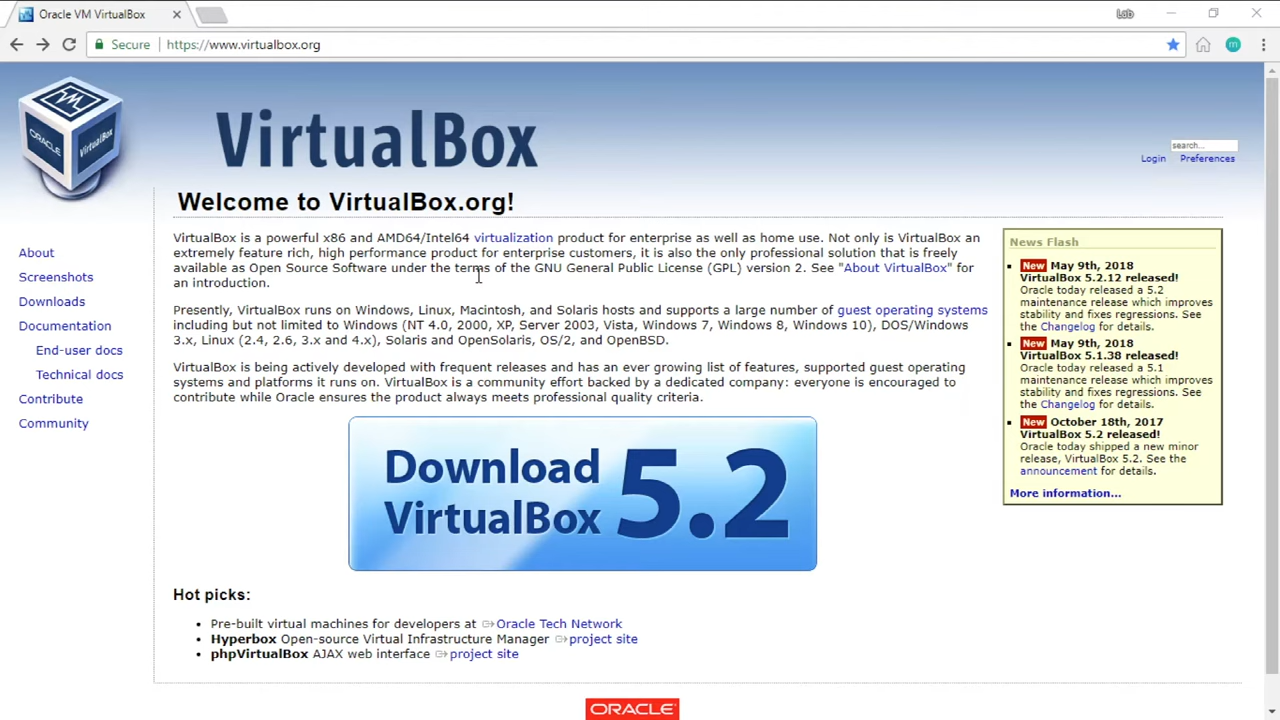 Oracle VM VirtualBox
Lab
Secure
https://www.virtualbox.org
m
ORACLE
VirtualBox
VirtualBox
search...
Login
Preferences
Welcome to VirtualBox.org!
About
Screenshots
Downloads
Documentation
End-user docs
Technical docs
Contribute
Community
VirtualBox is a powerful x86 and AMD64/Intel64 virtualization product for enterprise as well as home use. Not only is VirtualBox an
extremely feature rich, high performance product for enterprise customers, it is also the only professional solution that is freely
available as Open Source Software under the terms of the GNU General Public License (GPL) version 2. See "About VirtualBox" for
an introduction.
Presently, VirtualBox runs on Windows, Linux, Macintosh, and Solaris hosts and supports a large number of guest operating systems
including but not limited to Windows (NT 4.0, 2000, XP, Server 2003, Vista, Windows 7, Windows 8, Windows 10), DOS/Windows
3.x, Linux (2.4, 2.6, 3.x and 4.x), Solaris and OpenSolaris, OS/2, and OpenBSD.
VirtualBox is being actively developed with frequent releases and has an ever growing list of features, supported guest operating
systems and platforms it runs on. VirtualBox is a community effort backed by a dedicated company: everyone is encouraged to
contribute while Oracle ensures the product always meets professional quality criteria.
Download
VirtualBox
5.2
Hot picks:
Pre-built virtual machines for developers at Oracle Tech Network
Hyperbox Open-source Virtual Infrastructure Manager project site
phpVirtualBox AJAX web interface project site
News Flash
New May 9th, 2018
VirtualBox 5.2.12 released!
Oracle today released a 5.2
maintenance release which improves
stability and fixes regressions. See
the Changelog for details.
New May 9th, 2018
VirtualBox 5.1.38 released!
Oracle today released a 5.1
maintenance release which improves
stability and fixes regressions. See
the Changelog for details.
New October 18th, 2017
VirtualBox 5.2 released!
Oracle today shipped a new minor
release, VirtualBox 5.2. See the
announcement for details.
More information...
ORACLE